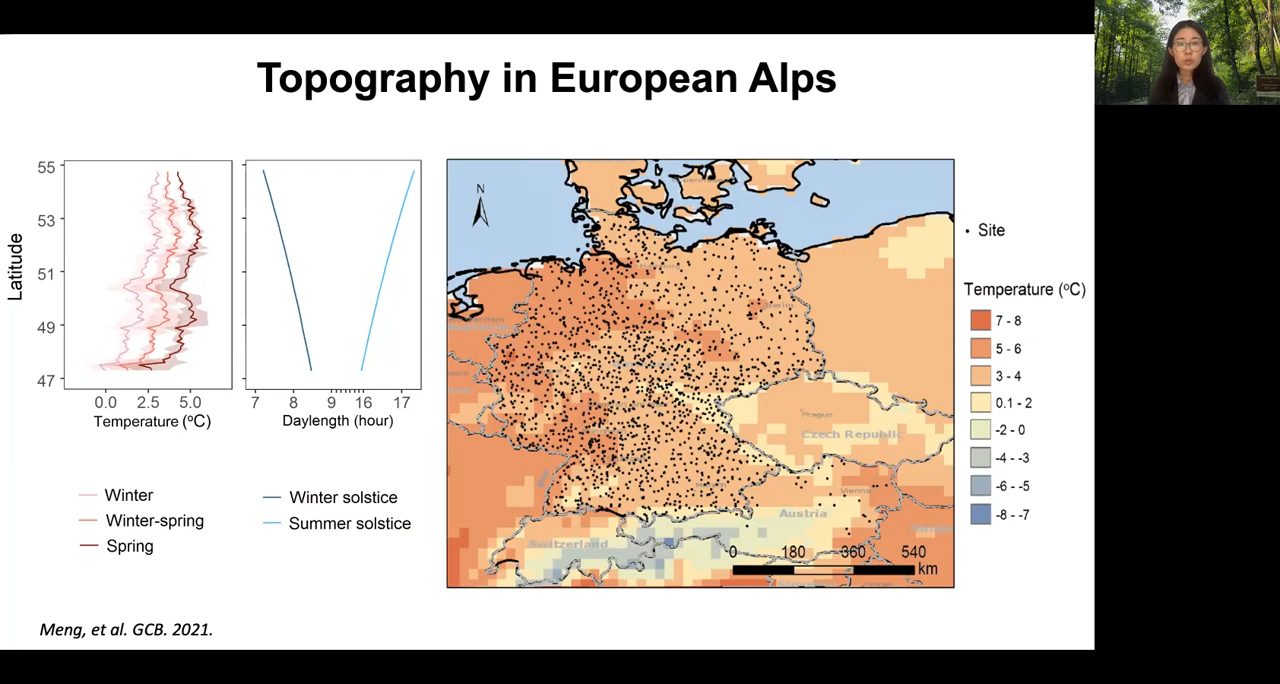 Topography in European Alps
Latitude
55
53
51
49
47
0.0 2.5 5.0
Temperature (ºC)
7 8 9 16 17
Daylength (hour)
Winter
Winter-spring
Spring
Winter solstice
Summer solstice
N
Prague
Czech Republic
Vienna
Austria
Switzerland
0 180 360 540
km
Site
Temperature (ºC)
7 - 8
5 - 6
3 - 4
0.1 - 2
-2 - 0
-4 - -3
-6 - -5
-8 - -7
Meng, et al. GCB. 2021.